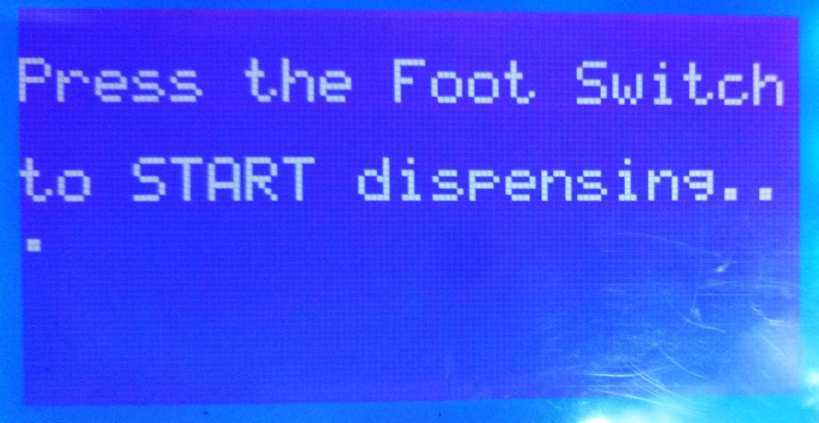 Press the Foot Switch
to START dispensing..
.